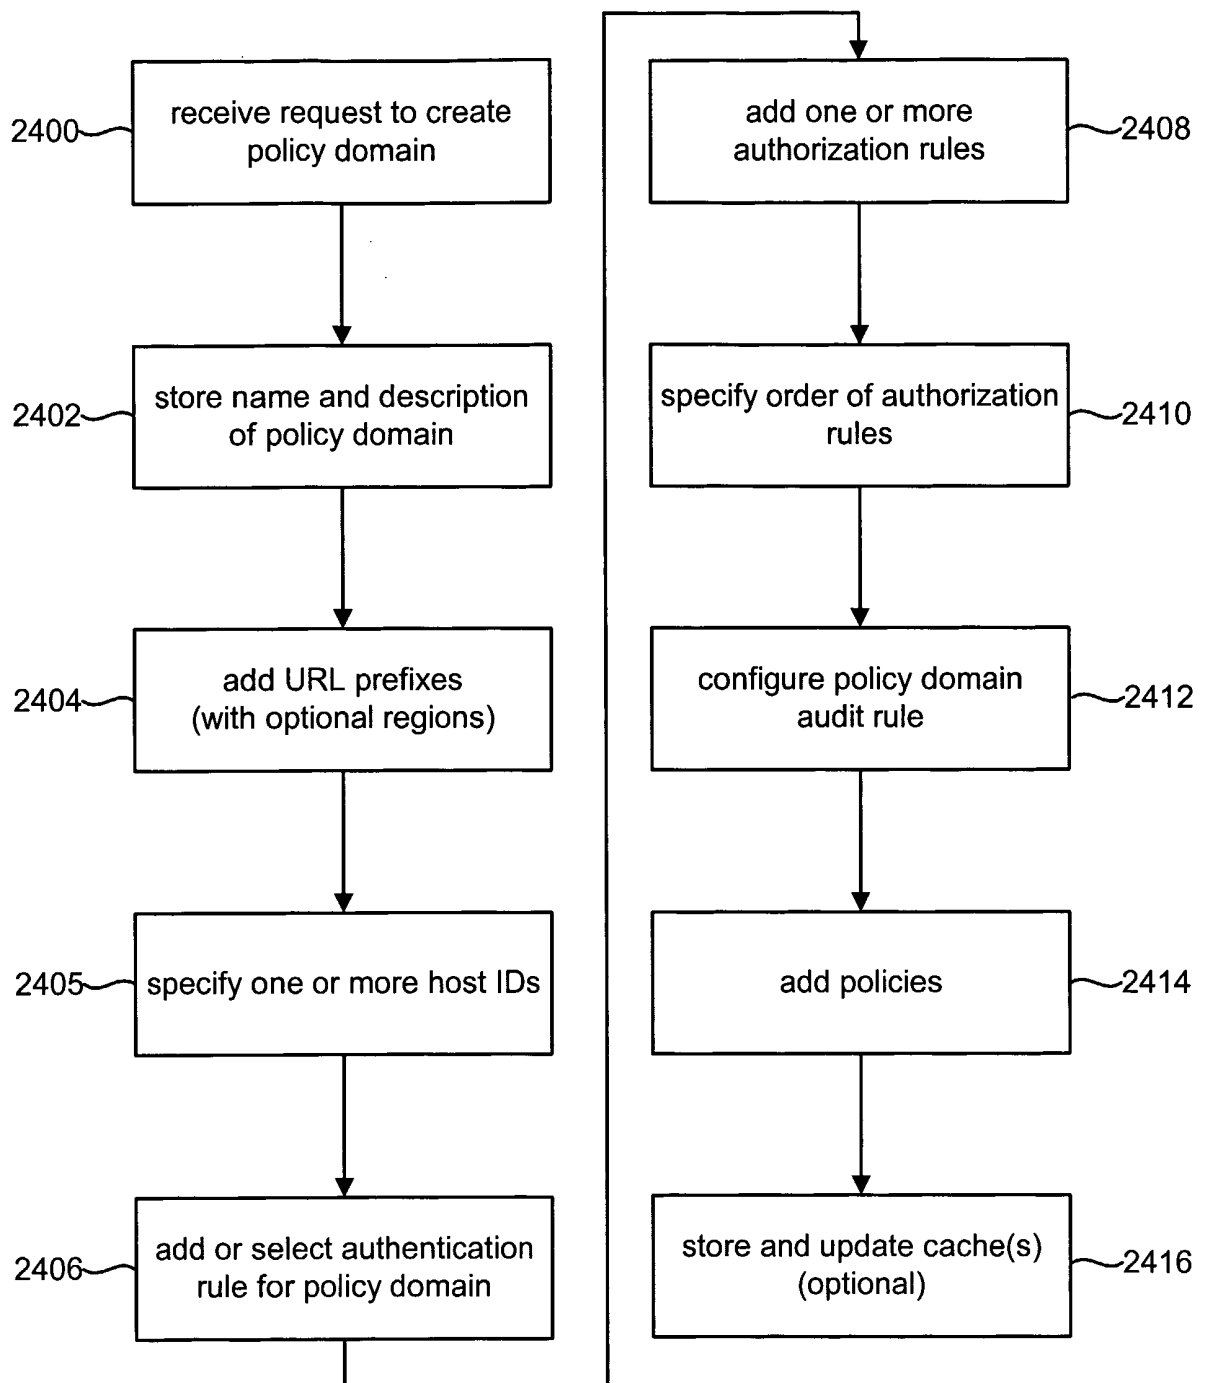 2400
receive request to create
policy domain
2402
store name and description
of policy domain
2404
add URL prefixes
(with optional regions)
2405
specify one or more host IDs
2406
add or select authentication
rule for policy domain
add one or more
authorization rules
2408
specify order of authorization
rules
2410
configure policy domain
audit rule
2412
add policies
2414
store and update cache(s)
(optional)
2416